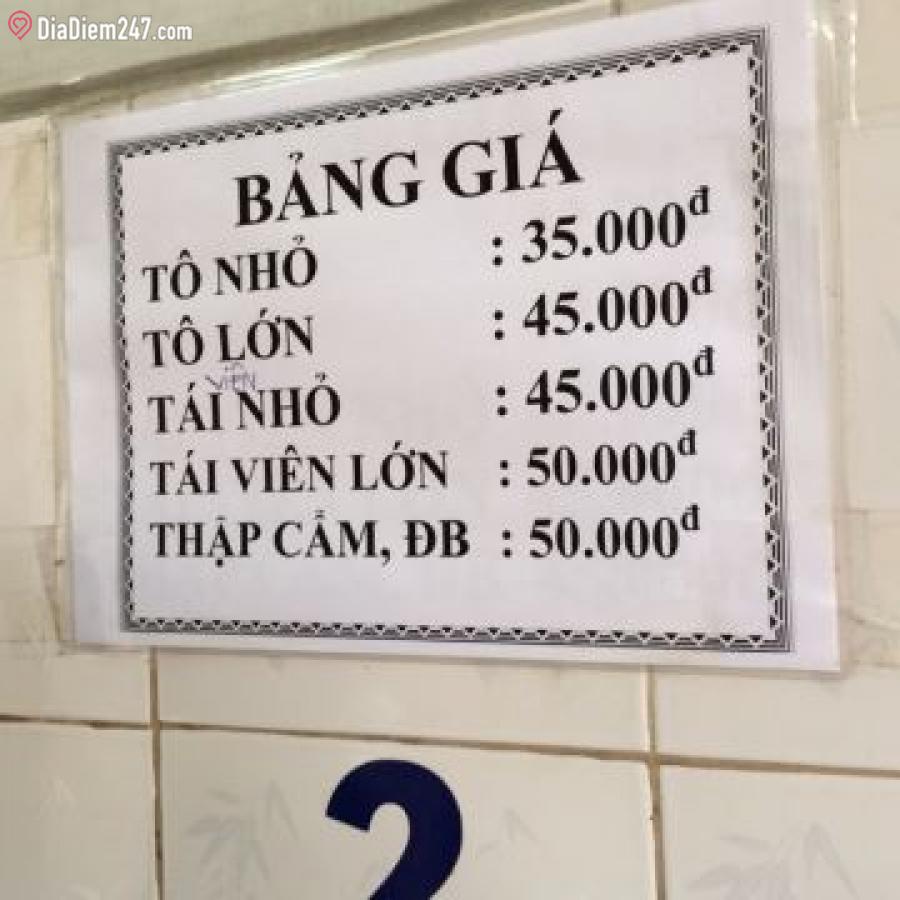 DiaDiem247.com
BẢNG GIÁ
TÔ NHỎ : 35.000đ
TÔ LỚN : 45.000đ
VIÊN
TÁI NHỎ : 45.000đ
TÁI VIÊN LỚN : 50.000đ
THẬP CẨM, ĐB : 50.000đ
2